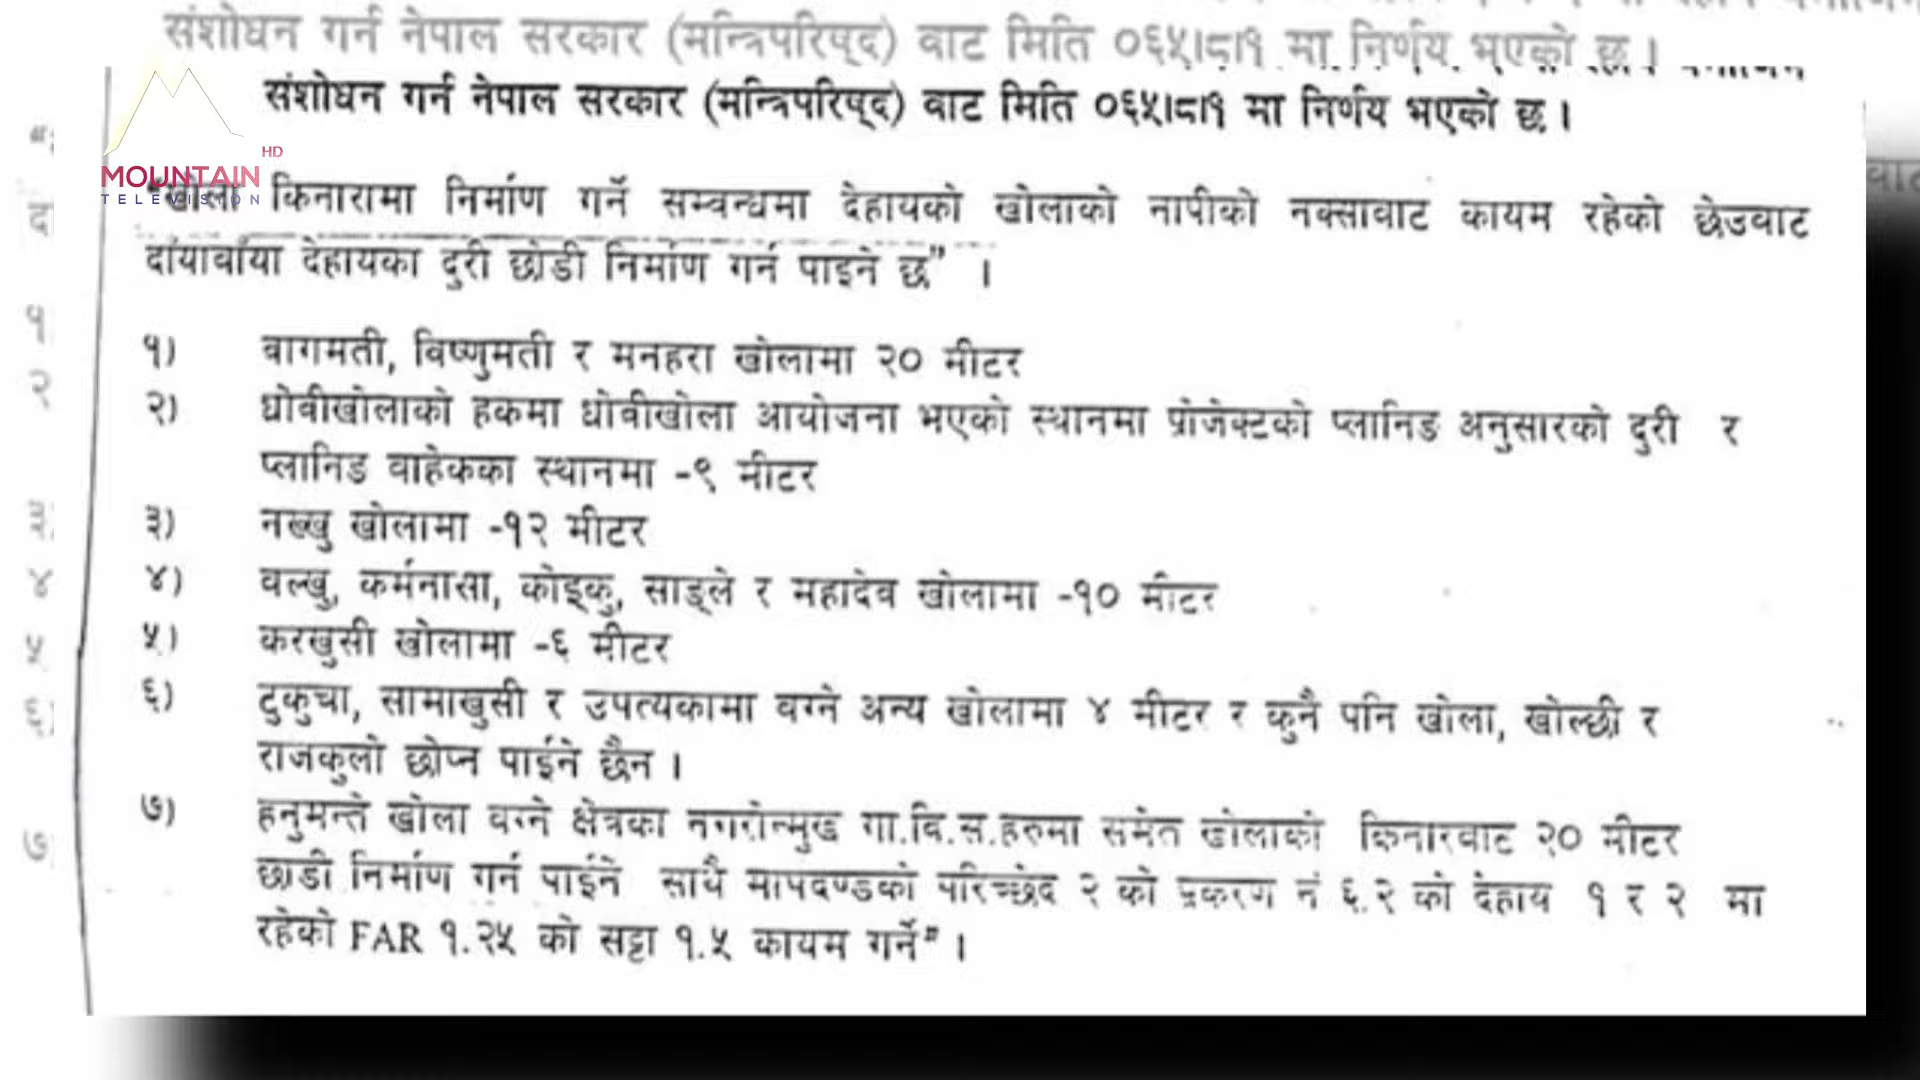 संशोधन गर्न नेपाल सरकार (मन्त्रिपरिषद) वाट मिति ०६५।८।१ मा निर्णय भएको छ ।
संशोधन गर्न नेपाल सरकार (मन्त्रिपरिषद) वाट मिति ०६५।८।१ मा निर्णय भएको छ ।
HD
MOUNTAIN
TELEVISION
"खोला किनारामा निर्माण गर्ने सम्वन्धमा देहायको खोलाको नापीको नक्सावाट कायम रहेको छेउवाट
दांयावांया देहायका दुरी छोडी निर्माण गर्न पाइने छ" ।
१) वागमती, विष्णुमती र मनहरा खोलामा २० मीटर
२) धोवीखोलाको हकमा धोवीखोला आयोजना भएको स्थानमा प्रोजेक्टको प्लानिङ अनुसारको दुरी र
प्लानिङ वाहेकका स्थानमा -९ मीटर
३) नख्खु खोलामा -१२ मीटर
४) वल्खु, कर्मनासा, कोड्कु, साङ्ले र महादेव खोलामा -१० मीटर
५) करखुसी खोलामा -६ मीटर
६) टुकुचा, सामाखुसी र उपत्यकामा वग्ने अन्य खोलामा ४ मीटर र कुनै पनि खोला, खोल्छी र
राजकुलो छोप्न पाईने छैन ।
७) हनुमन्ते खोला वग्ने क्षेत्रका नगरोन्मुख गा.वि.स.हरुमा समेत खोलाको किनारवाट २० मीटर
छाडी निर्माण गर्न पाईने साथै मापदण्डको परिच्छेद २ को प्रकरण नं ६.२ को देहाय १ र २ मा
रहेको FAR १.२५ को सट्टा १.५ कायम गर्ने" ।